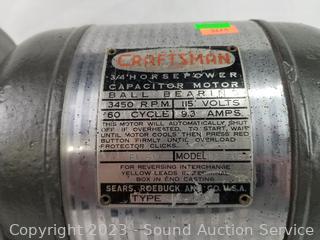 CRAFTSMAN
3/4 HORSEPOWER
CAPACITOR MOTOR
BALL BEARING
3450 R.P.M. 115 VOLTS
60 CYCLE 9.3 AMPS.
THIS MOTOR WILL AUTOMATICALLY SHUT
OFF IF OVERHEATED. TO START, WAIT
UNTIL MOTOR COOLS THEN PRESS RED
BUTTON FIRMLY UNTIL OVERLOAD
PROTECTOR CLICKS.
MODEL
FOR REVERSING INTERCHANGE
YELLOW LEADS IN TERMINAL
BOX IN END CASTING
SEARS, ROEBUCK AND CO. U.S.A.
TYPE
Copyright 2023 - Sound Auction Service -